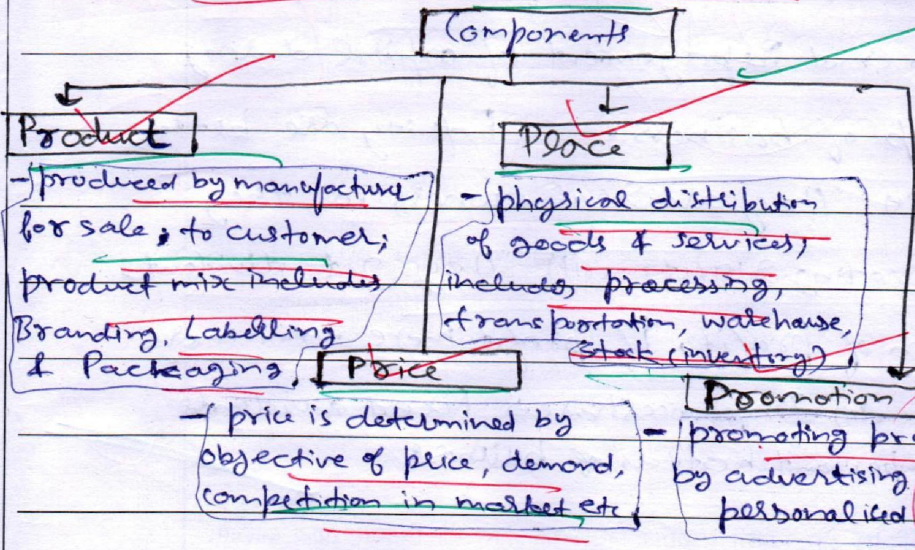 Components
Product
- produced by manufacture
for sale, to customer;
product mix includes
Branding, Labelling
& Packaging.
Place
- physical distribution
of goods & services,
includes processing,
transportation, warehouse,
stock (inventory)
Price
- price is determined by
objective of price, demand,
competition in market etc.
Promotion
- promoting pro
by advertising
personalised